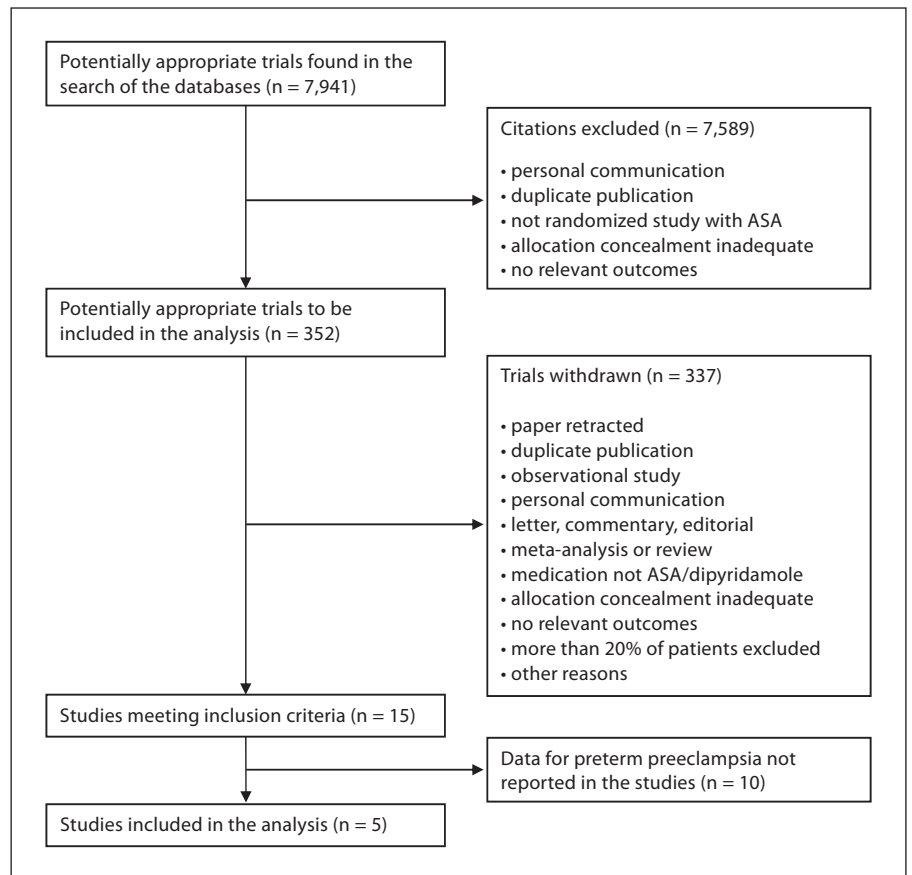 Potentially appropriate trials found in the
search of the databases (n = 7,941)
Citations excluded (n = 7,589)
• personal communication
• duplicate publication
• not randomized study with ASA
• allocation concealment inadequate
• no relevant outcomes
Potentially appropriate trials to be
included in the analysis (n = 352)
Trials withdrawn (n = 337)
• paper retracted
• duplicate publication
• observational study
• personal communication
• letter, commentary, editorial
• meta-analysis or review
• medication not ASA/dipyridamole
• allocation concealment inadequate
• no relevant outcomes
• more than 20% of patients excluded
• other reasons
Studies meeting inclusion criteria (n = 15)
Data for preterm preeclampsia not
reported in the studies (n = 10)
Studies included in the analysis (n = 5)